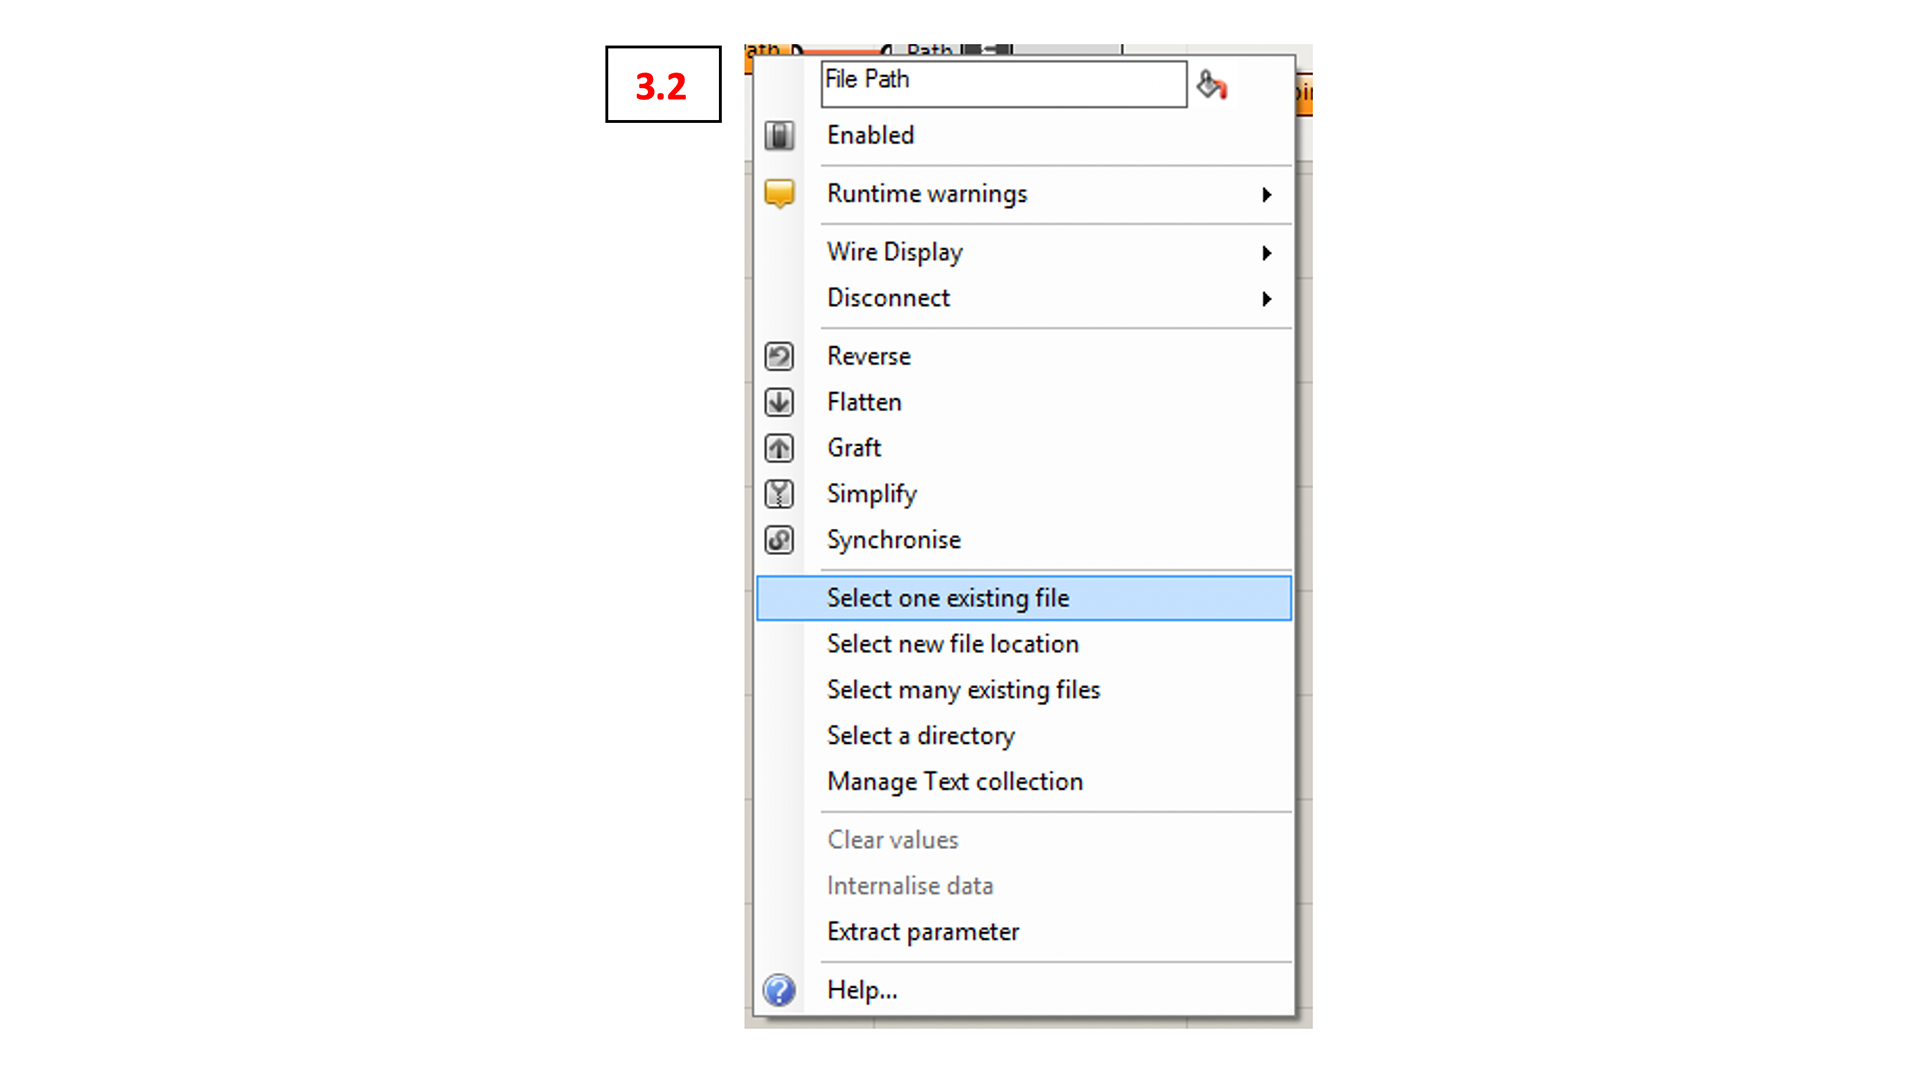 3.2
Path
File Path
Enabled
Runtime warnings
Wire Display
Disconnect
Reverse
Flatten
Graft
Simplify
Synchronise
Select one existing file
Select new file location
Select many existing files
Select a directory
Manage Text collection
Clear values
Internalise data
Extract parameter
Help...